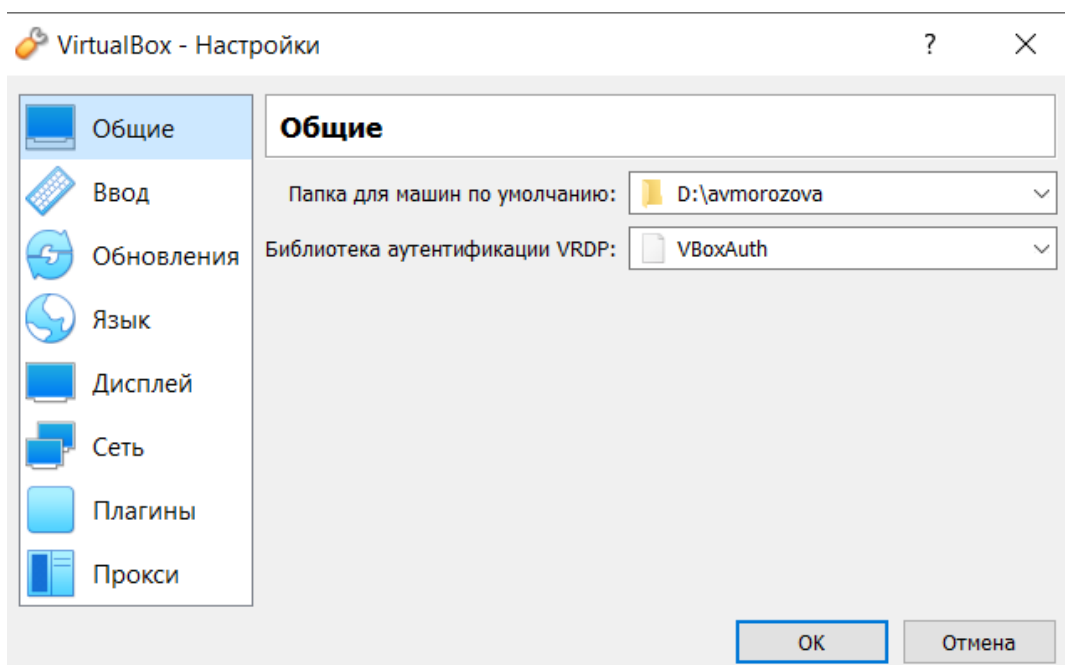 VirtualBox - Настройки
Общие
Ввод
Обновления
Язык
Дисплей
Сеть
Плагины
Прокси
Общие
Папка для машин по умолчанию: D:\avmorozova
Библиотека аутентификации VRDP: VBoxAuth
OK Отмена